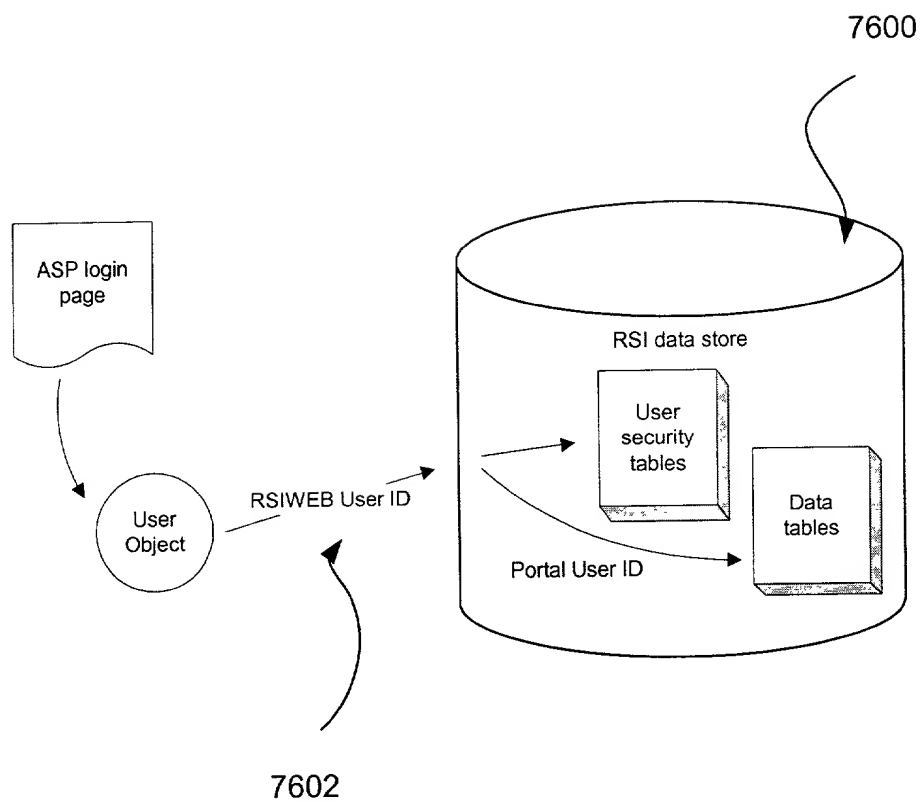 7600
ASP login
page
RSI data store
User
security
tables
User
Object
RSIWEB User ID
Data
tables
Portal User ID
7602